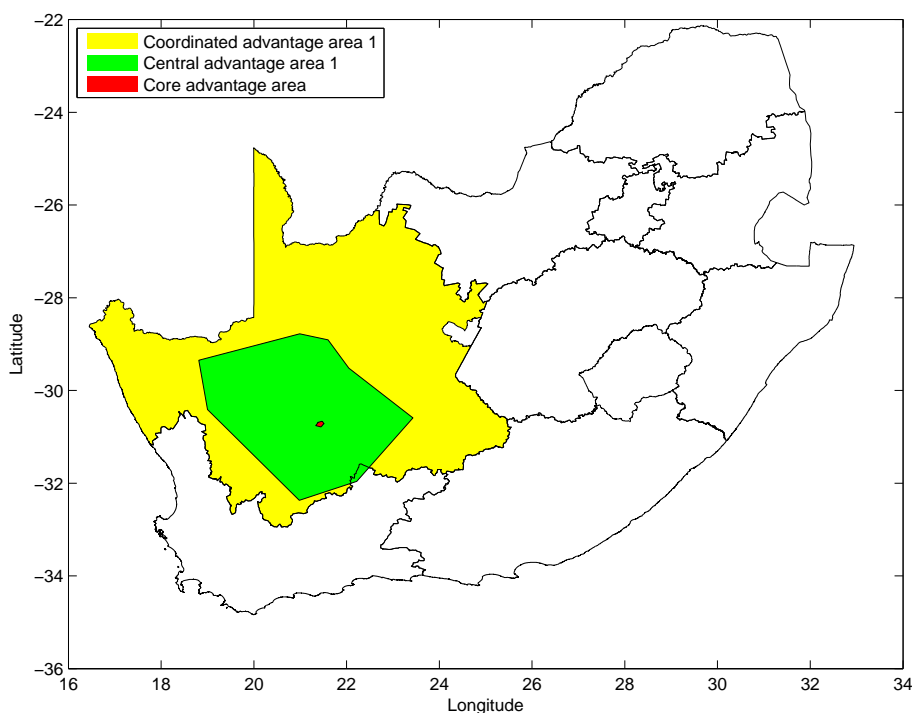 Coordinated advantage area 1
Central advantage area 1
Core advantage area
−22
−24
−26
−28
−30
−32
−34
−36
Latitude
16 18 20 22 24 26 28 30 32 34
Longitude